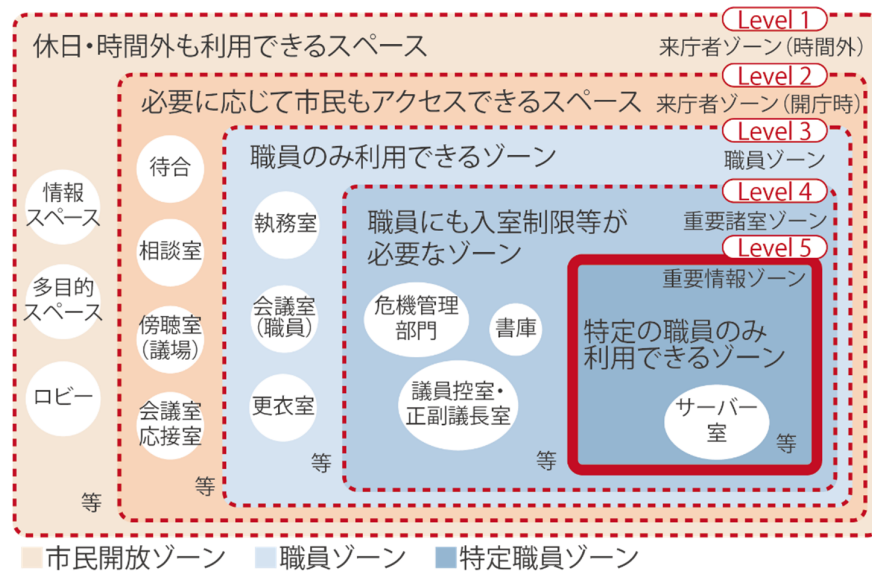 Level 1
休日・時間外も利用できるスペース
来庁者ゾーン(時間外)
Level 2
必要に応じて市民もアクセスできるスペース
来庁者ゾーン(開庁時)
Level 3
職員のみ利用できるゾーン
職員ゾーン
Level 4
職員にも入室制限等が
必要なゾーン
重要諸室ゾーン
Level 5
重要情報ゾーン
特定の職員のみ
利用できるゾーン
情報
スペース
多目的
スペース
ロビー
等
待合
相談室
傍聴室
(議場)
会議室
応接室
等
執務室
会議室
(職員)
更衣室
等
危機管理
部門
書庫
議員控室・
正副議長室
等
サーバー
室
等
市民開放ゾーン
職員ゾーン
特定職員ゾーン